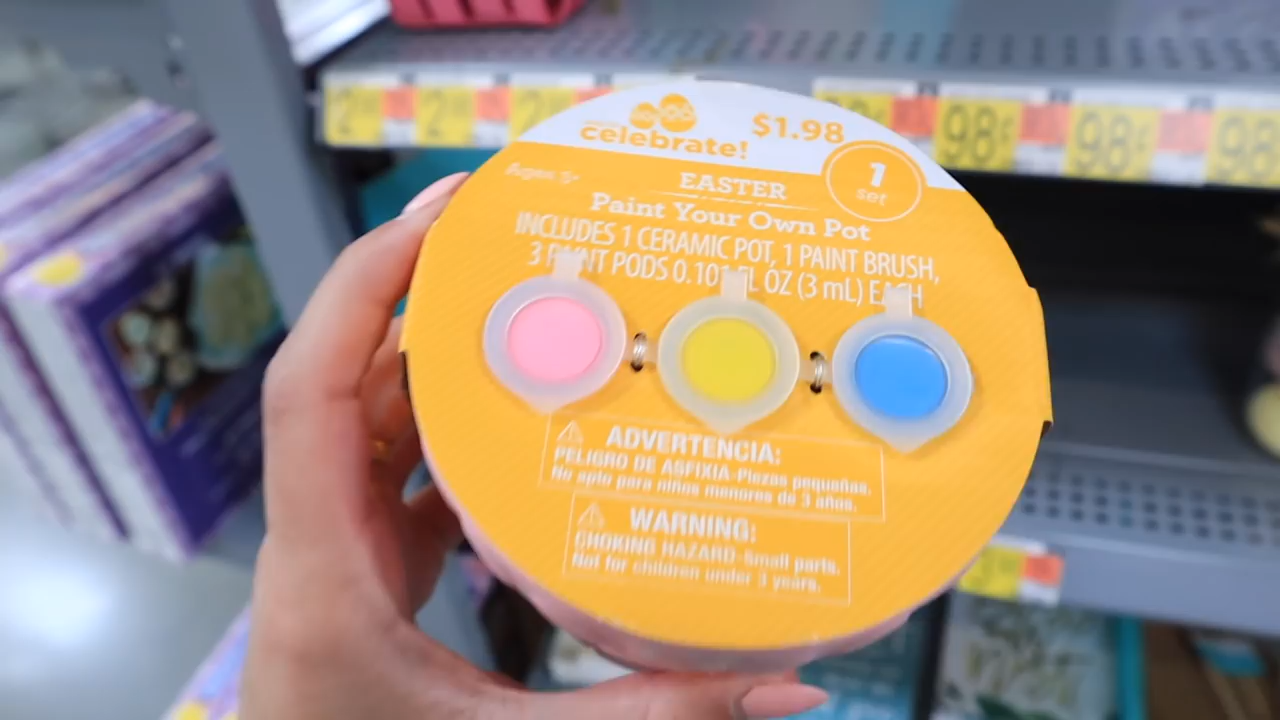 celebrate!
$1.98
1
set
Ages 5+
EASTER
Paint Your Own Pot
INCLUDES 1 CERAMIC POT, 1 PAINT BRUSH,
3 PAINT PODS 0.101 FL OZ (3 mL) EACH
ADVERTENCIA:
PELIGRO DE ASFIXIA-Piezas pequeñas.
No apto para niños menores de 3 años.
WARNING:
CHOKING HAZARD-Small parts.
Not for children under 3 years.
98¢
98¢
98¢